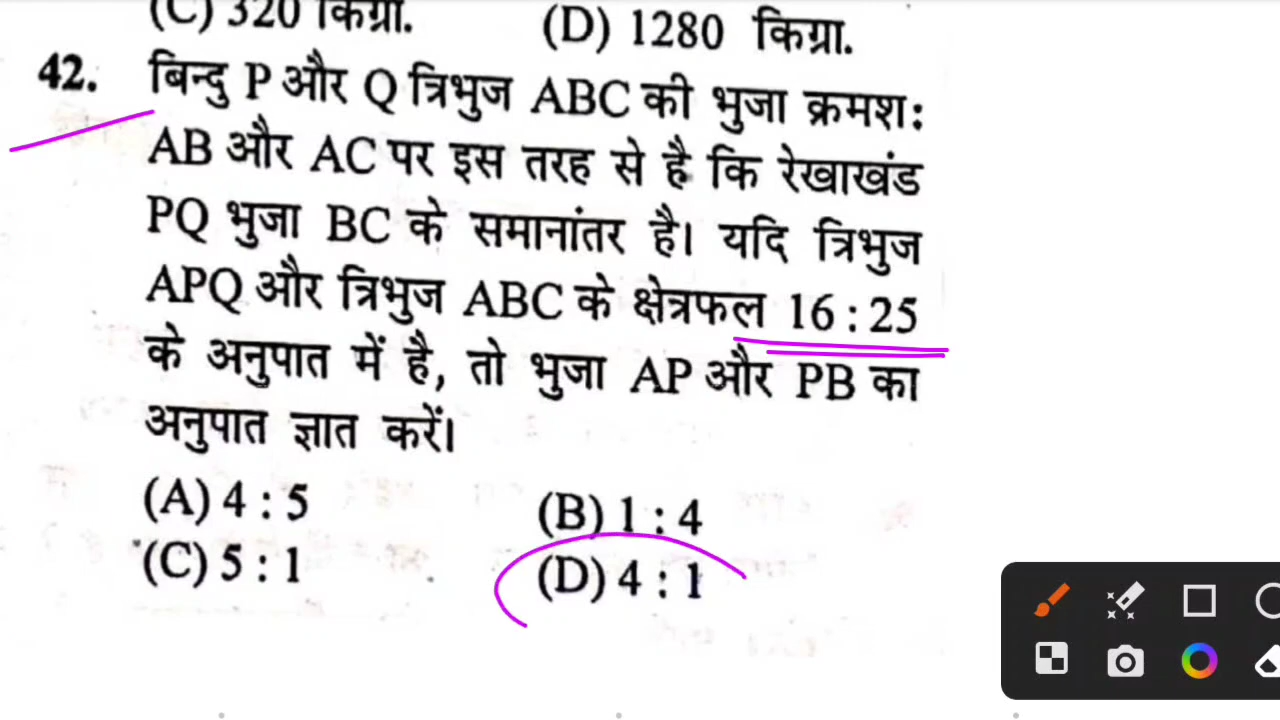 (C) 320 किग्रा. (D) 1280 किग्रा.
42. बिन्दु P और Q त्रिभुज ABC की भुजा क्रमश:
AB और AC पर इस तरह से है कि रेखाखंड
PQ भुजा BC के समानांतर है। यदि त्रिभुज
APQ और त्रिभुज ABC के क्षेत्रफल 16 : 25
के अनुपात में है, तो भुजा AP और PB का
अनुपात ज्ञात करें।
(A) 4 : 5 (B) 1 : 4
(C) 5 : 1 (D) 4 : 1